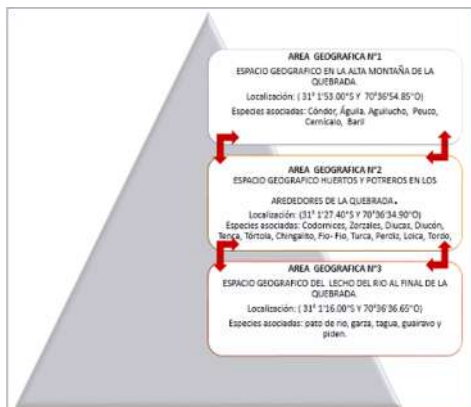 AREA GEOGRAFICA N°1
ESPACIO GEOGRAFICO EN LA ALTA MONTAÑA DE LA
QUEBRADA.
Localización: ( 31° 1'53.00"S Y 70°36'54.85"O)
Especies asociadas: Cóndor, Águila, Aguilucho, Peuco,
Cernícalo, Baril
AREA GEOGRAFICA N°2
ESPACIO GEOGRAFICO HUERTOS Y POTREROS EN LOS
AREDEDORES DE LA QUEBRADA.
Localización: (31° 1'27.40"S Y 70°36'34.90"O)
Especies asociadas: Codornices, Zorzales, Diucas, Diucón,
Tenca, Tórtola, Chingalito, Fio- Fio, Turca, Perdiz, Loica, Tordo,
AREA GEOGRAFICA N°3
ESPACIO GEOGRAFICO DEL LECHO DEL RIO AL FINAL DE LA
QUEBRADA.
Localización: ( 31° 1'16.00"S Y 70°36'36.65"O)
Especies asociadas: pato de rio, garza, tagua, guairavo y
piden.